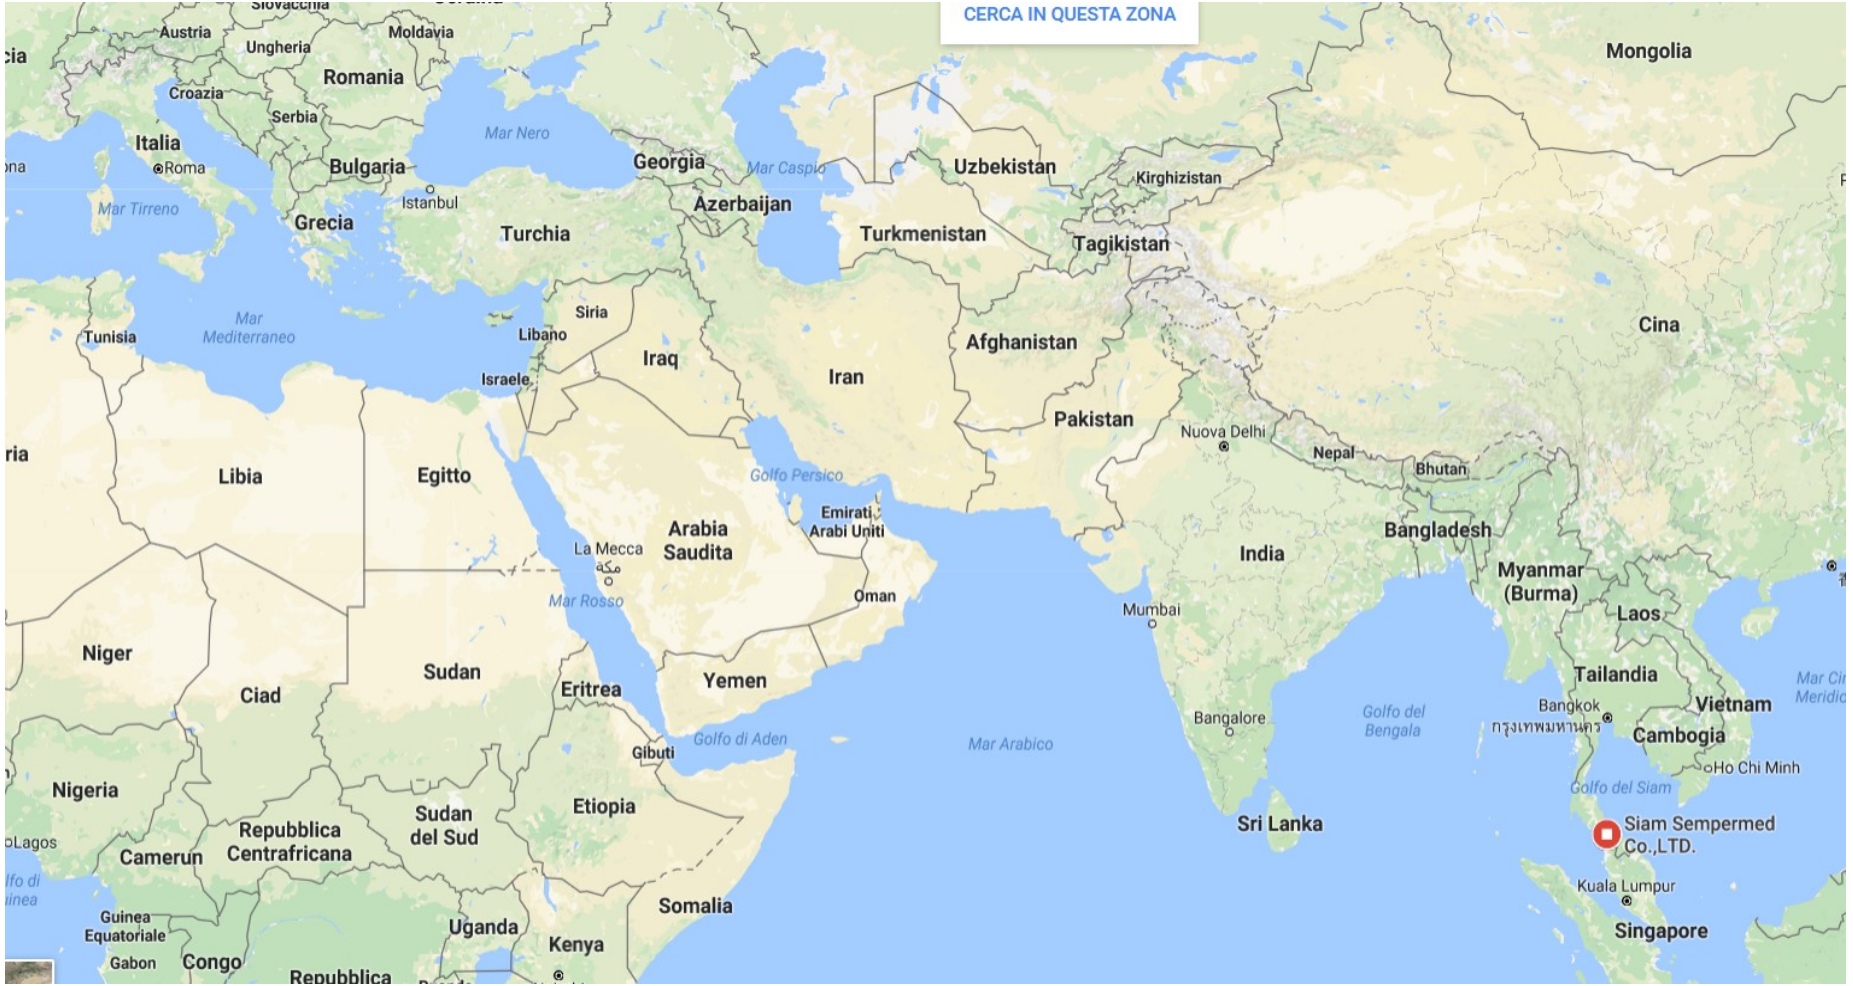 Slovacchia
CERCA IN QUESTA ZONA
Austria
Moldavia
Ungheria
Mongolia
Romania
Croazia
Serbia
Mar Nero
Italia
Roma
Bulgaria
Georgia
Mar Caspio
Uzbekistan
Kirghizistan
Istanbul
Azerbaijan
Mar Tirreno
Grecia
Turchia
Turkmenistan
Tagikistan
Siria
Mar
Mediterraneo
Tunisia
Libano
Cina
Afghanistan
Iraq
Israele
Iran
Pakistan
Nuova Delhi
Nepal
Bhutan
Libia
Egitto
Golfo Persico
Emirati
Arabi Uniti
Arabia
Saudita
Bangladesh
India
La Mecca
مكة
Myanmar
(Burma)
Oman
Mar Rosso
Mumbai
Laos
Niger
Sudan
Yemen
Tailandia
Ciad
Eritrea
Bangkok
กรุงเทพมหานคร
Vietnam
Bangalore
Golfo del
Bengala
Golfo di Aden
Mar Arabico
Cambogia
Gibuti
Ho Chi Minh
Nigeria
Golfo del Siam
Etiopia
Sudan
del Sud
Sri Lanka
Siam Sempermed
Co.,LTD.
Repubblica
Centrafricana
Lagos
Camerun
Kuala Lumpur
Somalia
Guinea
Equatoriale
Uganda
Singapore
Kenya
Gabon
Congo
Repubblica